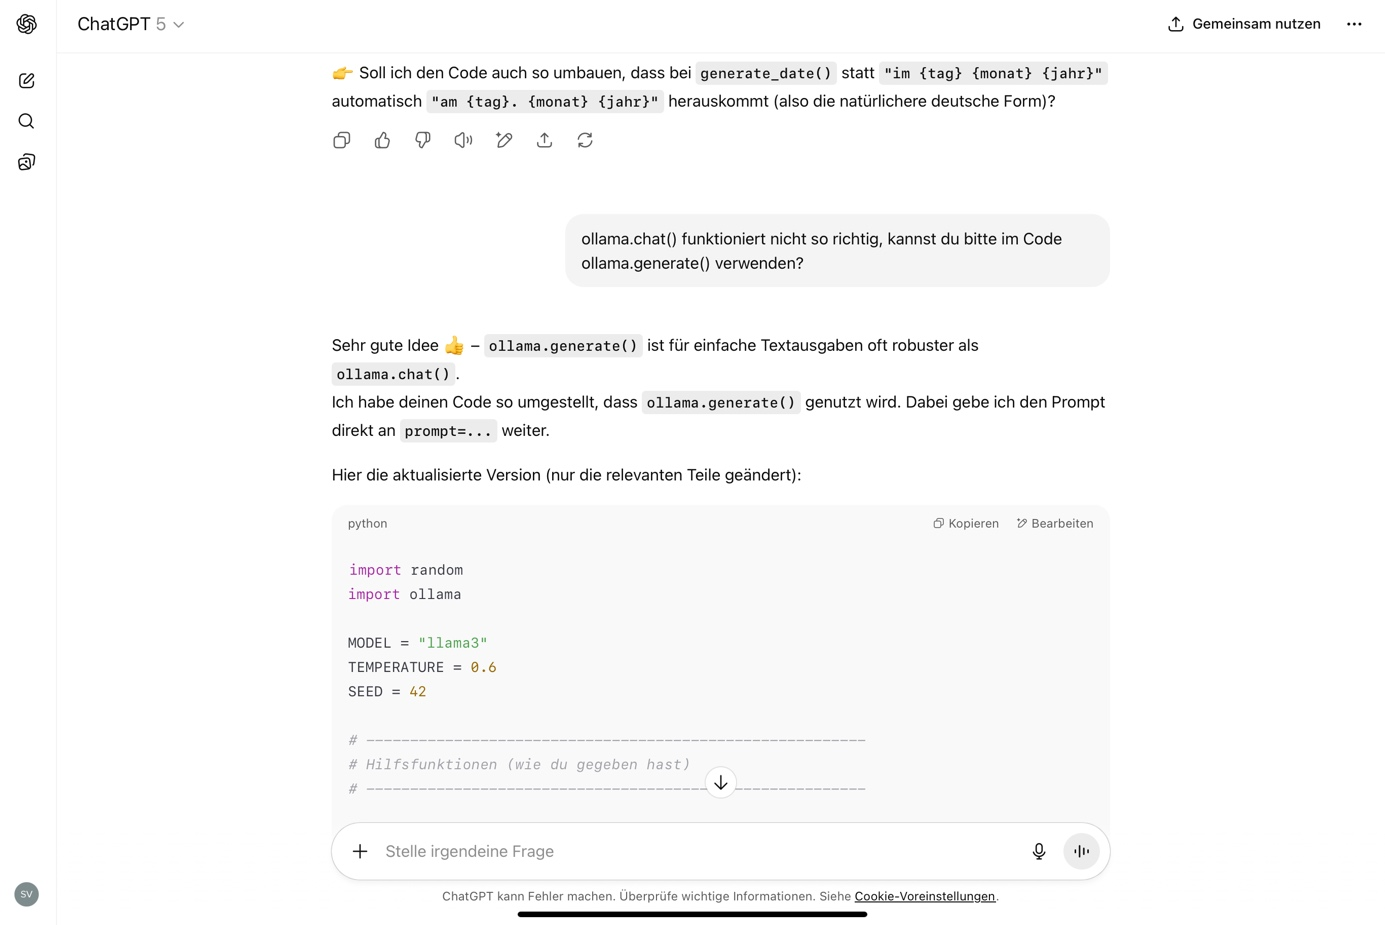 ChatGPT 5
Gemeinsam nutzen
👉 Soll ich den Code auch so umbauen, dass bei generate_date() statt "im {tag} {monat} {jahr}"
automatisch "am {tag}. {monat} {jahr}" herauskommt (also die natürlichere deutsche Form)?
ollama.chat() funktioniert nicht so richtig, kannst du bitte im Code
ollama.generate() verwenden?
Sehr gute Idee 👍 – ollama.generate() ist für einfache Textausgaben oft robuster als
ollama.chat().
Ich habe deinen Code so umgestellt, dass ollama.generate() genutzt wird. Dabei gebe ich den Prompt
direkt an prompt=... weiter.
Hier die aktualisierte Version (nur die relevanten Teile geändert):
python
Kopieren
Bearbeiten
import random
import ollama
MODEL = "llama3"
TEMPERATURE = 0.6
SEED = 42
# ---------------------------------------------------------
# Hilfsfunktionen (wie du gegeben hast)
# ---------------------------------------------------------
Stelle irgendeine Frage
SV
ChatGPT kann Fehler machen. Überprüfe wichtige Informationen. Siehe Cookie-Voreinstellungen.